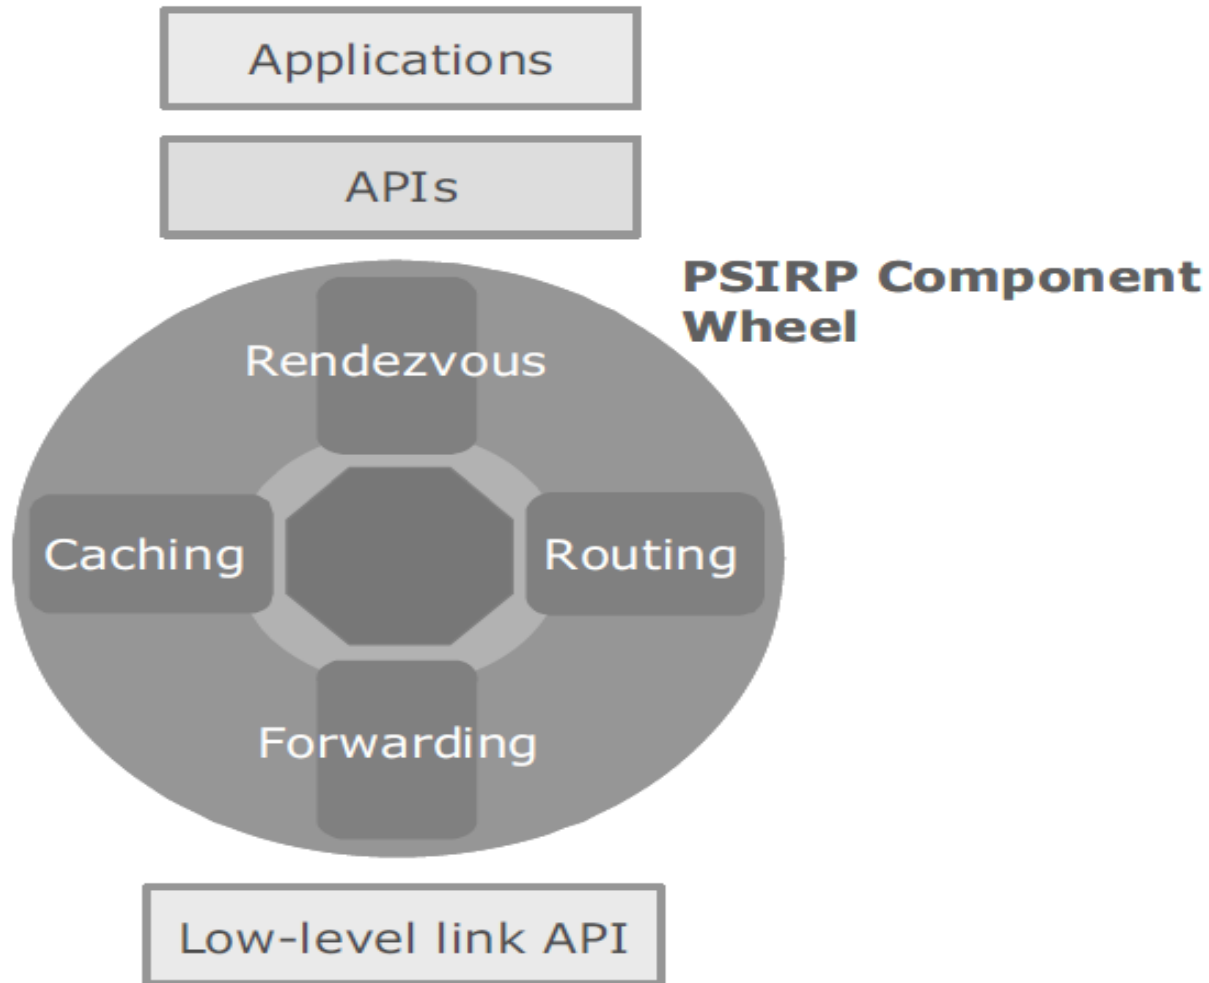 Applications
APIs
PSIRP Component
Wheel
Rendezvous
Caching
Routing
Forwarding
Low-level link API